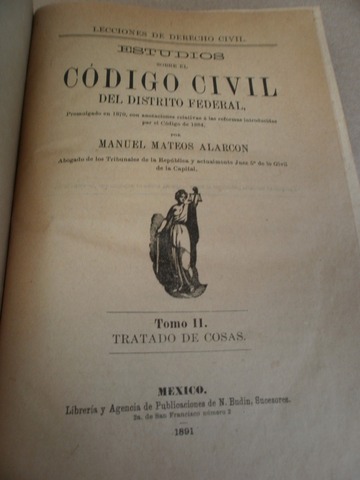 LECCIONES DE DERECHO CIVIL
ESTUDIOS
SOBRE EL
CÓDIGO CIVIL
DEL DISTRITO FEDERAL,
Promulgado en 1870, con anotaciones relativas á las reformas introducidas
por el Código de 1884.
POR
MANUEL MATEOS ALARCON
Abogado de los Tribunales de la República y actualmente Juez 5º de lo Civil
de la Capital.
Tomo II.
TRATADO DE COSAS.
MEXICO.
Librería y Agencia de Publicaciones de N. Budin, Sucesores.
2a. de San Francisco número 2
1891